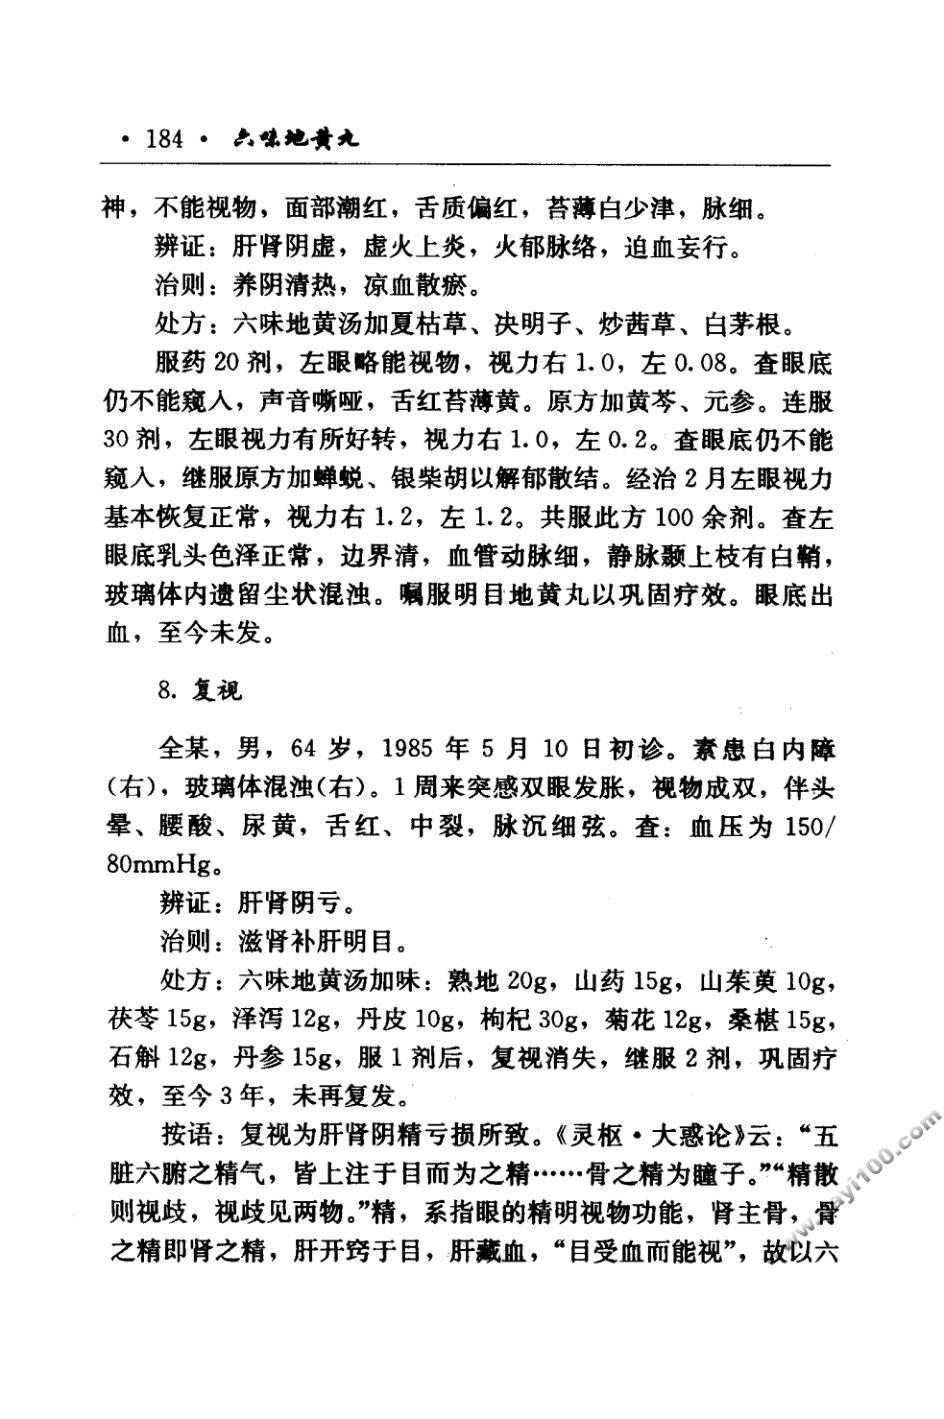 ·184· 六味地黄丸
神，不能视物，面部潮红，舌质偏红，苔薄白少津，脉细。
辨证：肝肾阴虚，虚火上炎，火郁脉络，迫血妄行。
治则：养阴清热，凉血散瘀。
处方：六味地黄汤加夏枯草、决明子、炒茜草、白茅根。
服药 20 剂，左眼略能视物，视力右 1.0，左 0.08。查眼底
仍不能窥入，声音嘶哑，舌红苔薄黄。原方加黄芩、元参。连服
30 剂，左眼视力有所好转，视力右 1.0，左 0.2。查眼底仍不能
窥入，继服原方加蝉蜕、银柴胡以解郁散结。经治 2 月左眼视力
基本恢复正常，视力右 1.2，左 1.2。共服此方 100 余剂。查左
眼底乳头色泽正常，边界清，血管动脉细，静脉颞上枝有白鞘，
玻璃体内遗留尘状混浊。嘱服明目地黄丸以巩固疗效。眼底出
血，至今未发。
8. 复视
全某，男，64 岁，1985 年 5 月 10 日初诊。素患白内障
（右），玻璃体混浊（右）。1 周来突感双眼发胀，视物成双，伴头
晕、腰酸、尿黄，舌红、中裂，脉沉细弦。查：血压为 150/
80mmHg。
辨证：肝肾阴亏。
治则：滋肾补肝明目。
处方：六味地黄汤加味：熟地 20g，山药 15g，山茱萸 10g，
茯苓 15g，泽泻 12g，丹皮 10g，枸杞 30g，菊花 12g，桑椹 15g，
石斛 12g，丹参 15g，服 1 剂后，复视消失，继服 2 剂，巩固疗
效，至今 3 年，未再复发。
按语：复视为肝肾阴精亏损所致。《灵枢·大惑论》云：“五
脏六腑之精气，皆上注于目而为之精……骨之精为瞳子。”“精散
则视歧，视歧见两物。”精，系指眼的精明视物功能，肾主骨，骨
之精即肾之精，肝开窍于目，肝藏血，“目受血而能视”，故以六